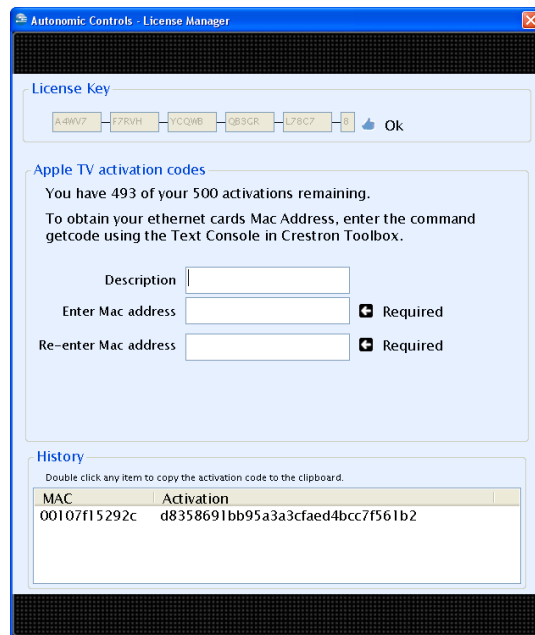 Autonomic Controls - License Manager
License Key
A4WV7 - F7RVH - YCQWB - QB3GR - L78C7 - 8 Ok
Apple TV activation codes
You have 493 of your 500 activations remaining.
To obtain your ethernet cards Mac Address, enter the command
getcode using the Text Console in Crestron Toolbox.
Description
Enter Mac address Required
Re-enter Mac address Required
History
Double click any item to copy the activation code to the clipboard.
MAC Activation
00107f15292c d8358691bb95a3a3cfaed4bcc7f561b2